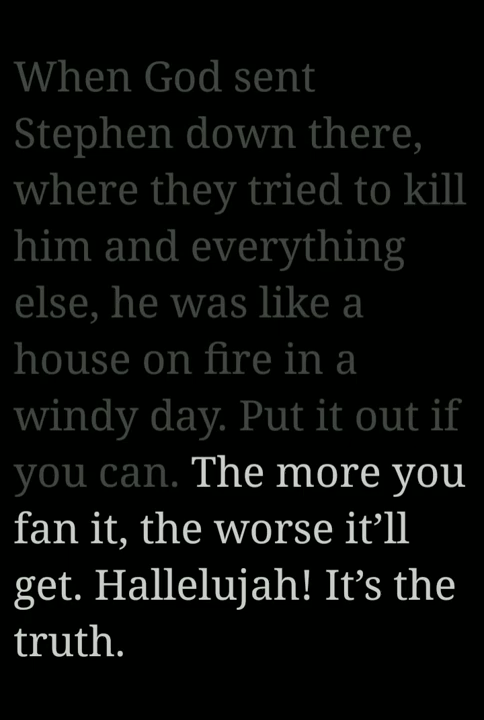 When God sent
Stephen down there,
where they tried to kill
him and everything
else, he was like a
house on fire in a
windy day. Put it out if
you can. The more you
fan it, the worse it’ll
get. Hallelujah! It’s the
truth.